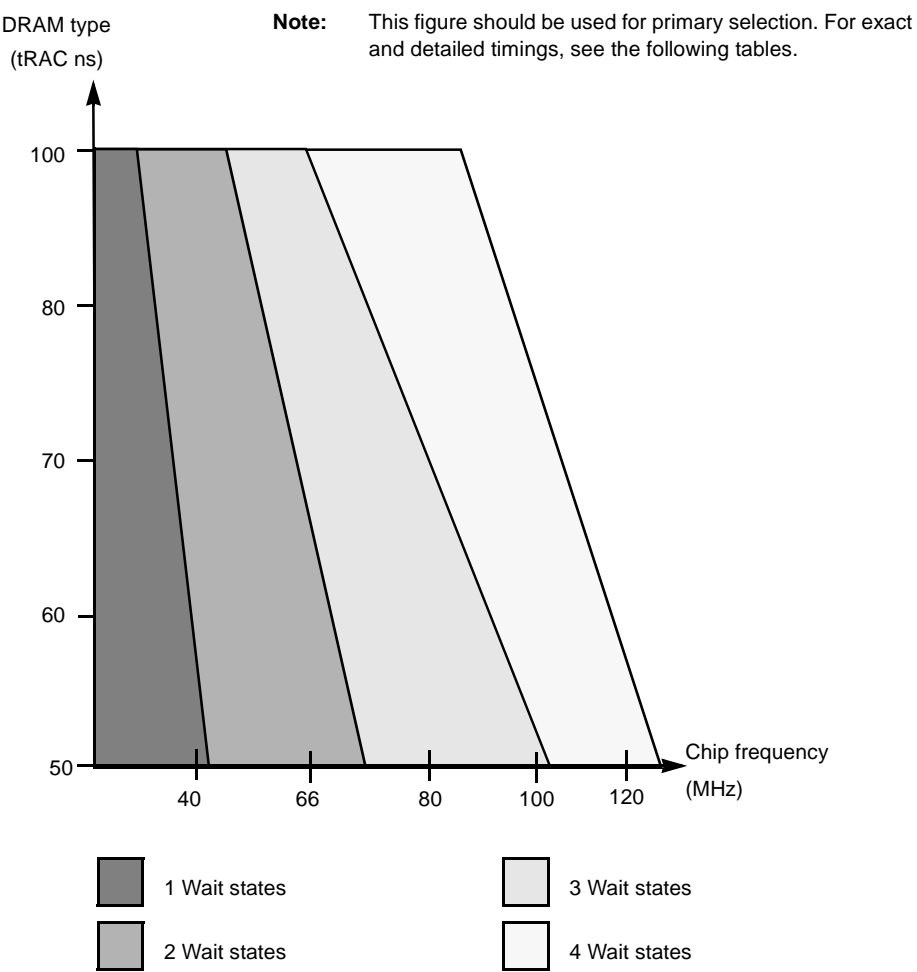 DRAM type
(tRAC ns)
Note: This figure should be used for primary selection. For exact
and detailed timings, see the following tables.
100
80
70
60
50
40 66 80 100 120
Chip frequency
(MHz)
1 Wait states
3 Wait states
2 Wait states
4 Wait states